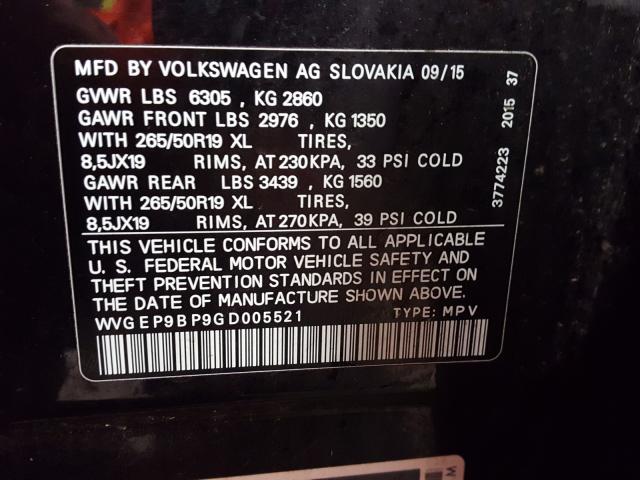 MFD BY VOLKSWAGEN AG SLOVAKIA 09/15
GVWR LBS 6305 , KG 2860
GAWR FRONT LBS 2976 , KG 1350
WITH 265/50R19 XL TIRES,
8,5JX19 RIMS, AT 230KPA, 33 PSI COLD
GAWR REAR LBS 3439 , KG 1560
WITH 265/50R19 XL TIRES,
8,5JX19 RIMS, AT 270KPA, 39 PSI COLD
THIS VEHICLE CONFORMS TO ALL APPLICABLE
U. S. FEDERAL MOTOR VEHICLE SAFETY AND
THEFT PREVENTION STANDARDS IN EFFECT ON
THE DATE OF MANUFACTURE SHOWN ABOVE.
WVGEP9BP9GD005521 TYPE: MPV
3774223 2015 37